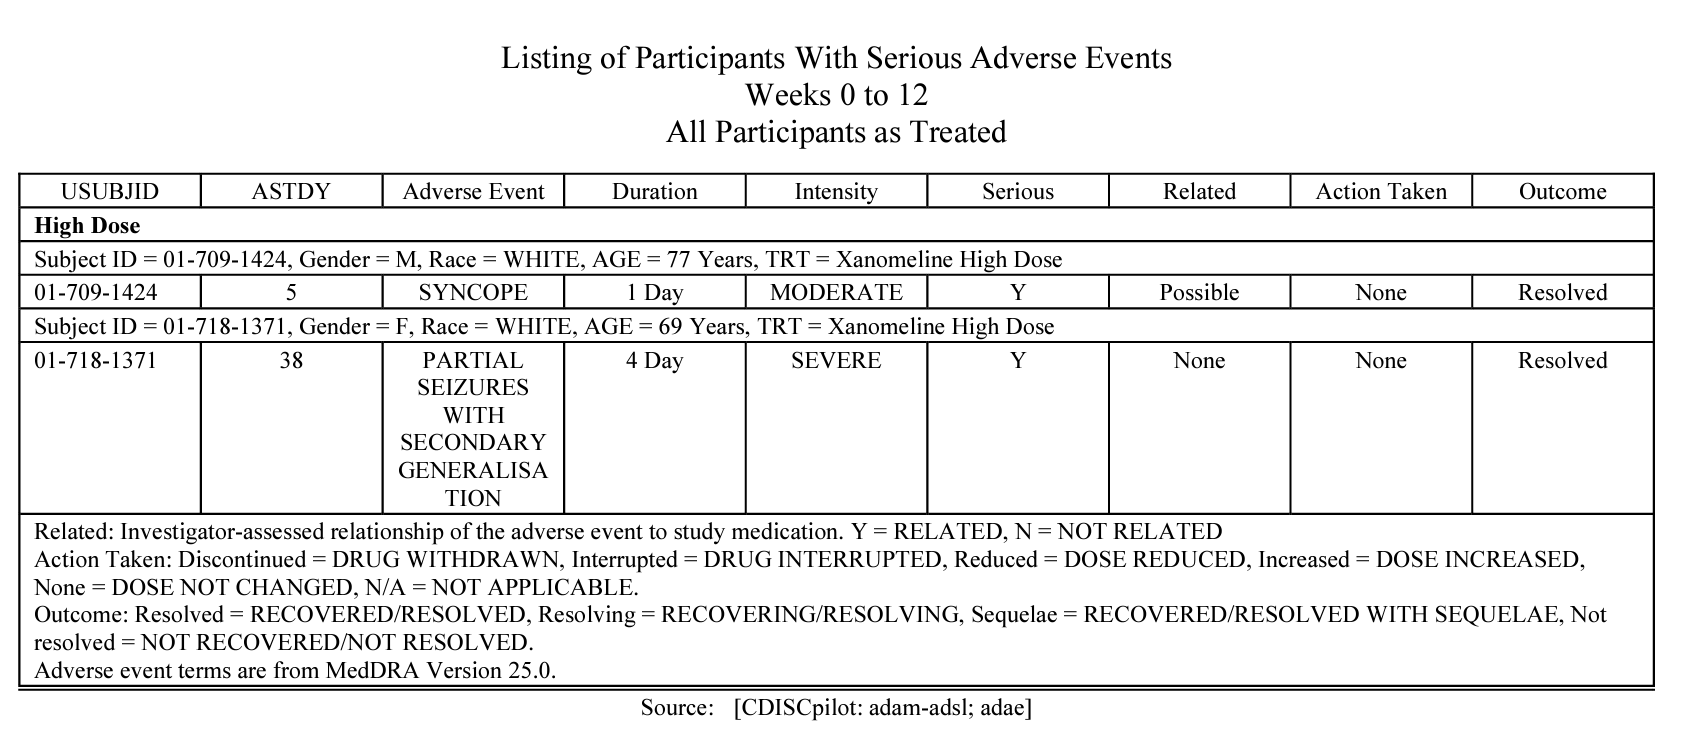 Listing of Participants With Serious Adverse Events
Weeks 0 to 12
All Participants as Treated
USUBJID ASTDY Adverse Event Duration Intensity Serious Related Action Taken Outcome
High Dose
Subject ID = 01-709-1424, Gender = M, Race = WHITE, AGE = 77 Years, TRT = Xanomeline High Dose
01-709-1424 5 SYNCOPE 1 Day MODERATE Y Possible None Resolved
Subject ID = 01-718-1371, Gender = F, Race = WHITE, AGE = 69 Years, TRT = Xanomeline High Dose
01-718-1371 38 PARTIAL 4 Day SEVERE Y None None Resolved
SEIZURES
WITH
SECONDARY
GENERALISA
TION
Related: Investigator-assessed relationship of the adverse event to study medication. Y = RELATED, N = NOT RELATED
Action Taken: Discontinued = DRUG WITHDRAWN, Interrupted = DRUG INTERRUPTED, Reduced = DOSE REDUCED, Increased = DOSE INCREASED,
None = DOSE NOT CHANGED, N/A = NOT APPLICABLE.
Outcome: Resolved = RECOVERED/RESOLVED, Resolving = RECOVERING/RESOLVING, Sequelae = RECOVERED/RESOLVED WITH SEQUELAE, Not
resolved = NOT RECOVERED/NOT RESOLVED.
Adverse event terms are from MedDRA Version 25.0.
Source: [CDISCpilot: adam-adsl; adae]